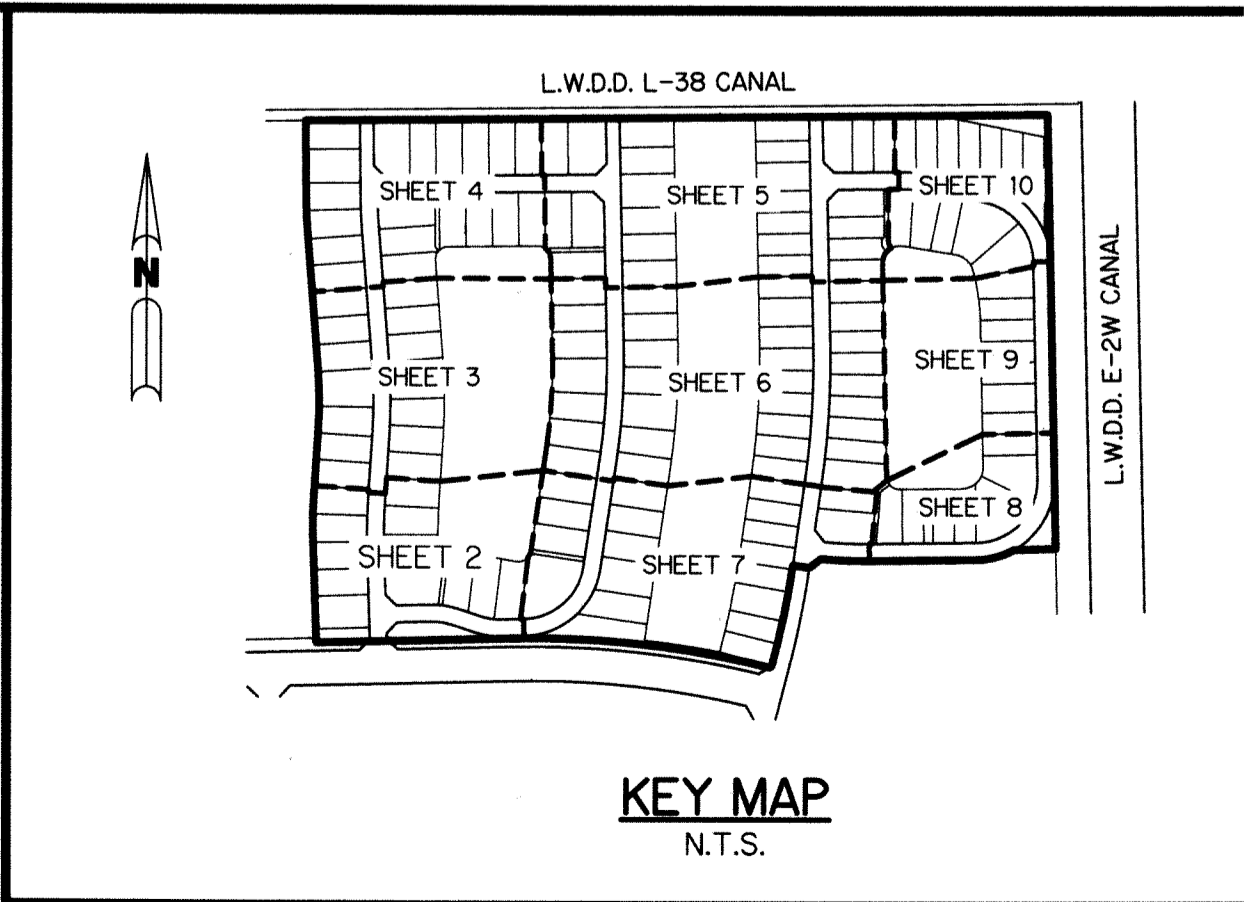 L.W.D.D. L-38 CANAL
SHEET 4
SHEET 5
SHEET 10
N
L.W.D.D. E-2W CANAL
SHEET 3
SHEET 6
SHEET 9
SHEET 2
SHEET 7
SHEET 8
KEY MAP
N.T.S.